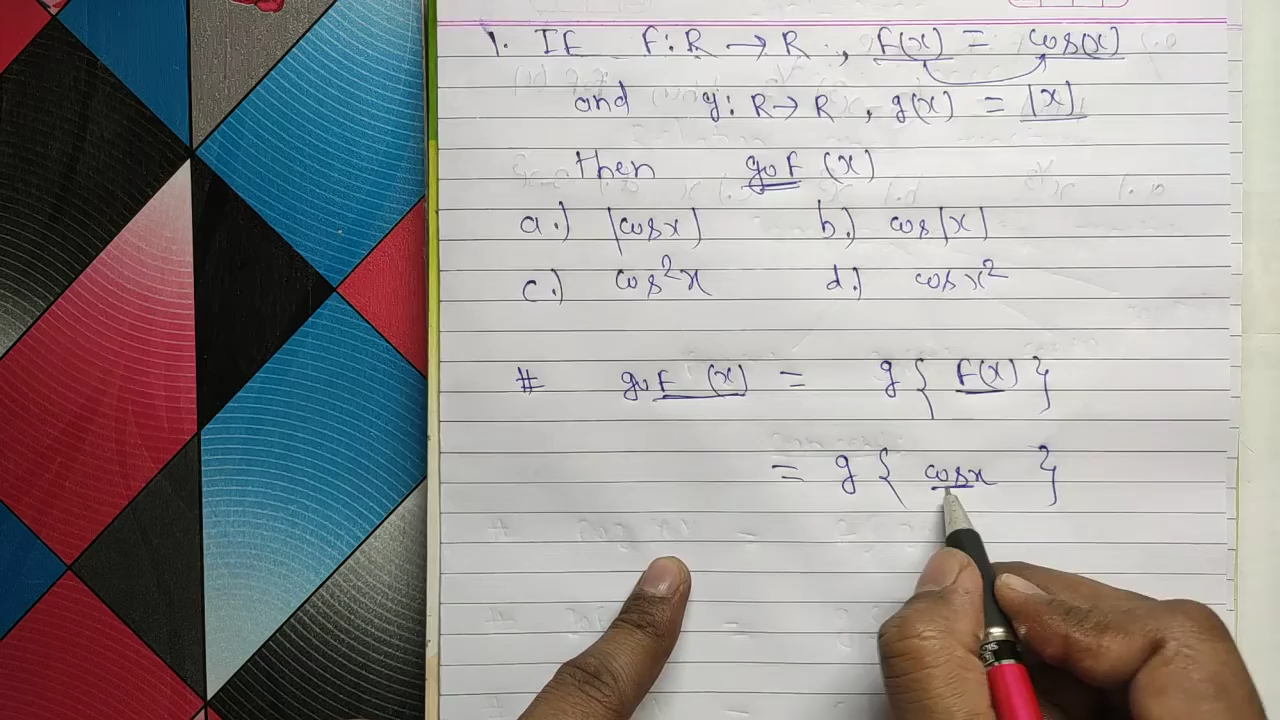 1. IF F:R → R, F(x) = cos(x)
and g: R → R, g(x) = |x|
then goF (x)
a.) |cosx| b.) cos|x|
c.) cos²x d.) cosx²
# goF (x) = g{ F(x) }
= g{ cosx }